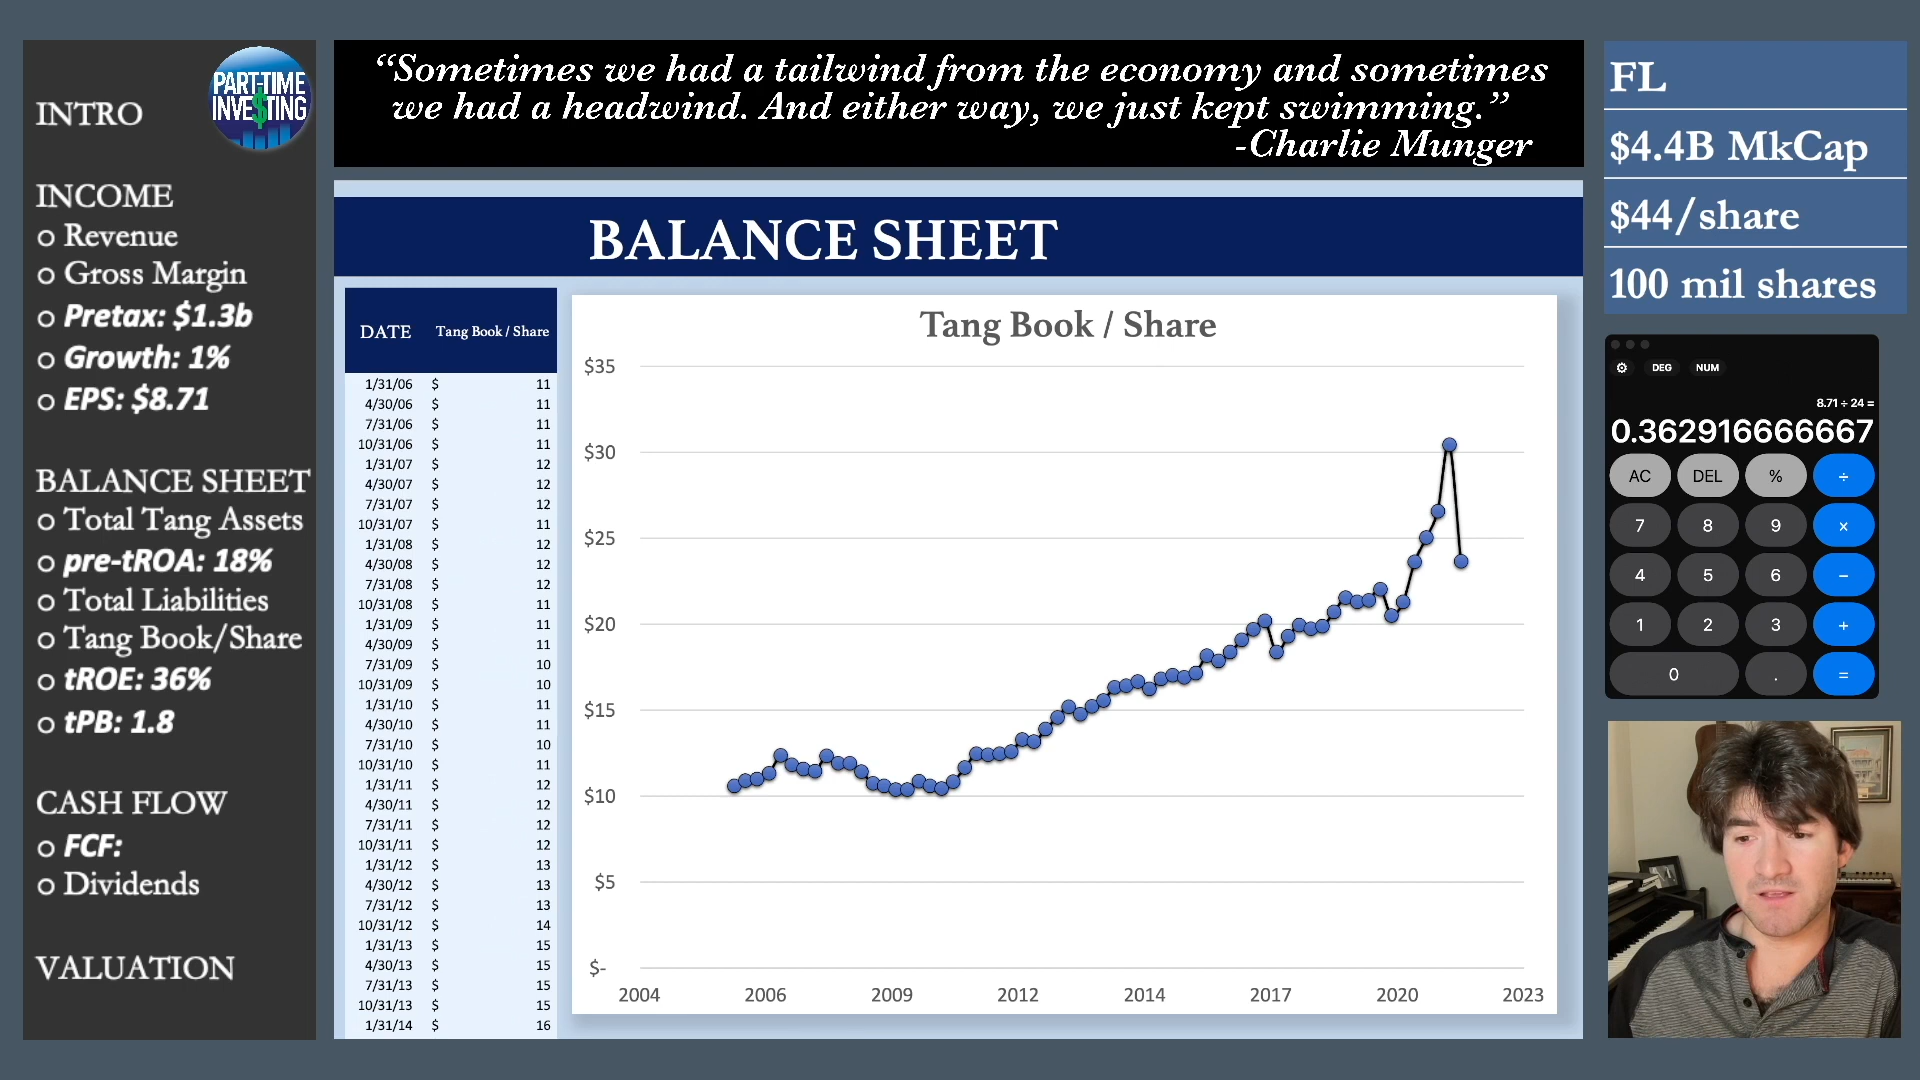 INTRO
PART-TIME
INVE$TING
INCOME
o Revenue
o Gross Margin
o Pretax: $1.3b
o Growth: 1%
o EPS: $8.71
BALANCE SHEET
o Total Tang Assets
o pre-tROA: 18%
o Total Liabilities
o Tang Book/Share
o tROE: 36%
o tPB: 1.8
CASH FLOW
o FCF:
o Dividends
VALUATION
“Sometimes we had a tailwind from the economy and sometimes
we had a headwind. And either way, we just kept swimming.”
-Charlie Munger
BALANCE SHEET
DATE Tang Book / Share
1/31/06 $ 11
4/30/06 $ 11
7/31/06 $ 11
10/31/06 $ 11
1/31/07 $ 12
4/30/07 $ 12
7/31/07 $ 12
10/31/07 $ 11
1/31/08 $ 12
4/30/08 $ 12
7/31/08 $ 12
10/31/08 $ 11
1/31/09 $ 11
4/30/09 $ 11
7/31/09 $ 10
10/31/09 $ 10
1/31/10 $ 11
4/30/10 $ 11
7/31/10 $ 10
10/31/10 $ 11
1/31/11 $ 12
4/30/11 $ 12
7/31/11 $ 12
10/31/11 $ 12
1/31/12 $ 13
4/30/12 $ 13
7/31/12 $ 13
10/31/12 $ 14
1/31/13 $ 15
4/30/13 $ 15
7/31/13 $ 15
10/31/13 $ 15
1/31/14 $ 16
Tang Book / Share
$35
$30
$25
$20
$15
$10
$5
$-
2004 2006 2009 2012 2014 2017 2020 2023
FL
$4.4B MkCap
$44/share
100 mil shares
DEG NUM
8.71 ÷ 24 =
0.362916666667
AC DEL % ÷
7 8 9 ×
4 5 6 −
1 2 3 +
0 . =